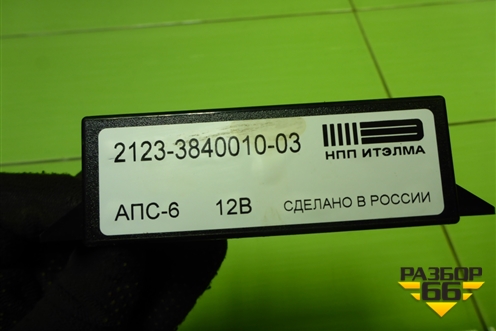 2123-3840010-03
НПП ИТЭЛМА
АПС-6 12В СДЕЛАНО В РОССИИ
РАЗБОР
66